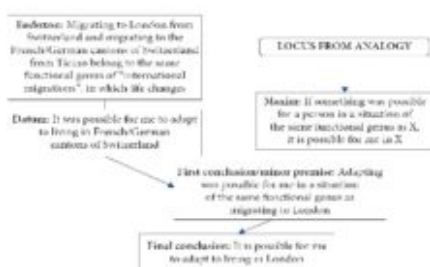 Endoxon: Migrating to London from
Switzerland and migrating to the
French/German cantons of Switzerland
from Ticino belong to the same
functional genus of "international
migrations", in which life changes
LOCUS FROM ANALOGY
Maxim: If something was possible
for a person in a situation of
the same functional genus as X,
it is possible for me in X
Datum: It was possible for me to adapt
to living in French/German
cantons of Switzerland
First conclusion/minor premise: Adapting
was possible for me in a situation
of the same functional genus as
migrating to London
Final conclusion: It is possible for me
to adapt to living in London